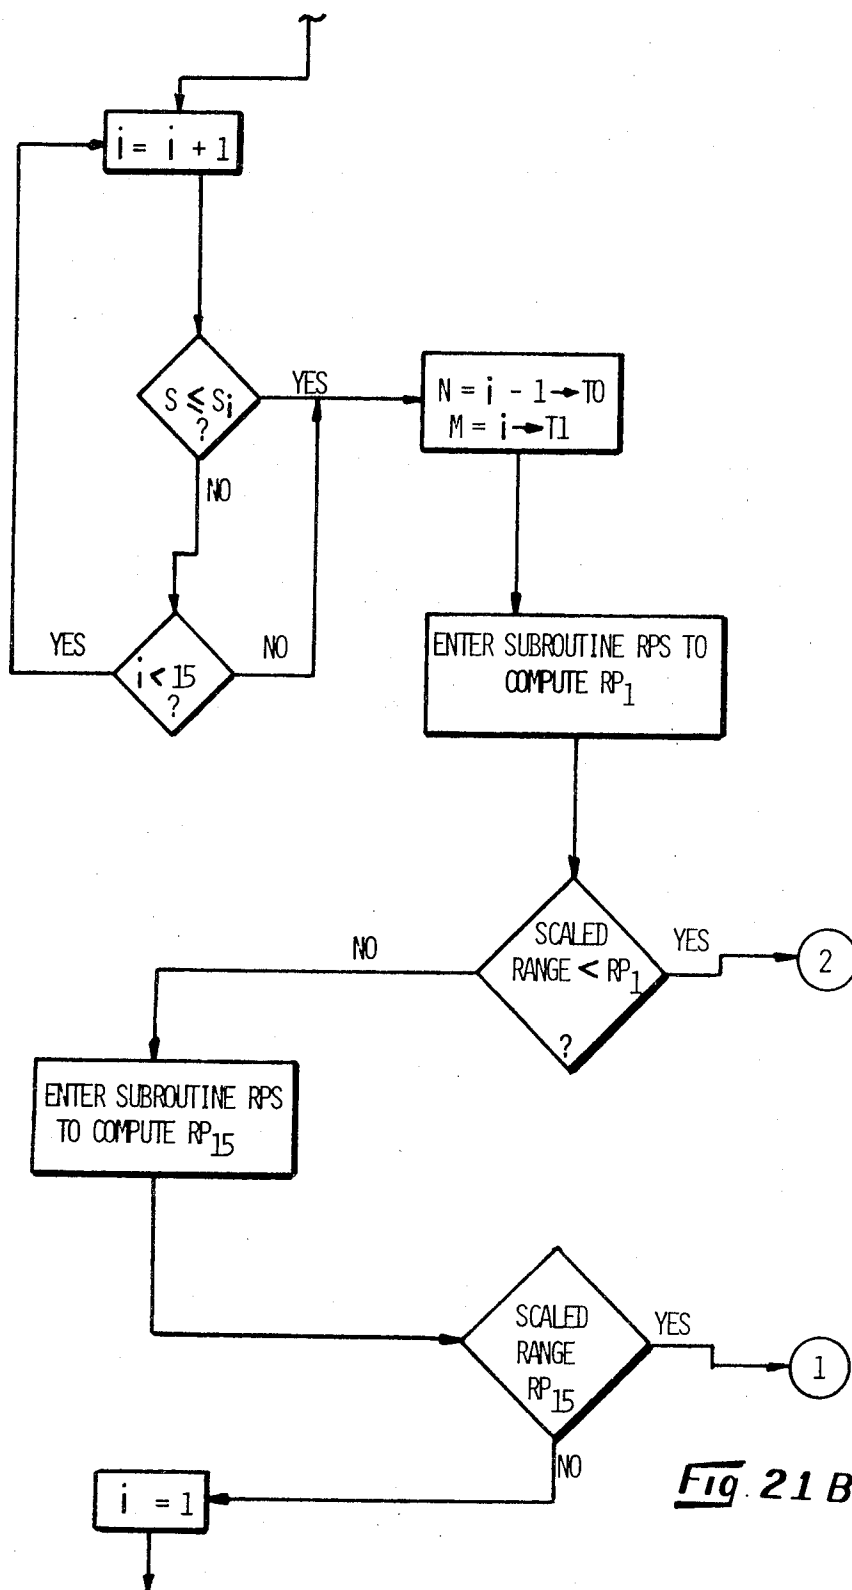 i = i + 1
S ≤ Si
?
YES
NO
N = i - 1→T0
M = i→T1
i < 15
?
YES
NO
ENTER SUBROUTINE RPS TO
COMPUTE RP1
SCALED
RANGE < RP1
?
YES
2
NO
ENTER SUBROUTINE RPS
TO COMPUTE RP15
SCALED
RANGE
RP15
YES
1
NO
i = 1
Fig. 21 B